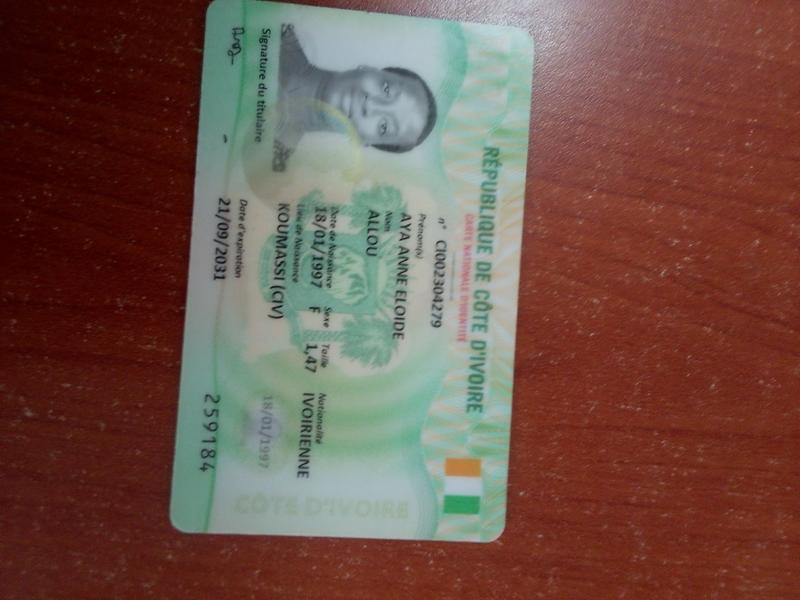 RÉPUBLIQUE DE CÔTE D'IVOIRE
CARTE NATIONALE D'IDENTITÉ
n° CI002304279
Prénom(s)
AYA ANNE ELOIDE
Nom
ALLOU
Date de Naissance Sexe Taille Nationalité
18/01/1997 F 1,47 IVOIRIENNE
Lieu de Naissance
KOUMASSI (CIV)
18/01/1997
Signature du titulaire
Date d'expiration
21/09/2031
259184
CÔTE D'IVOIRE